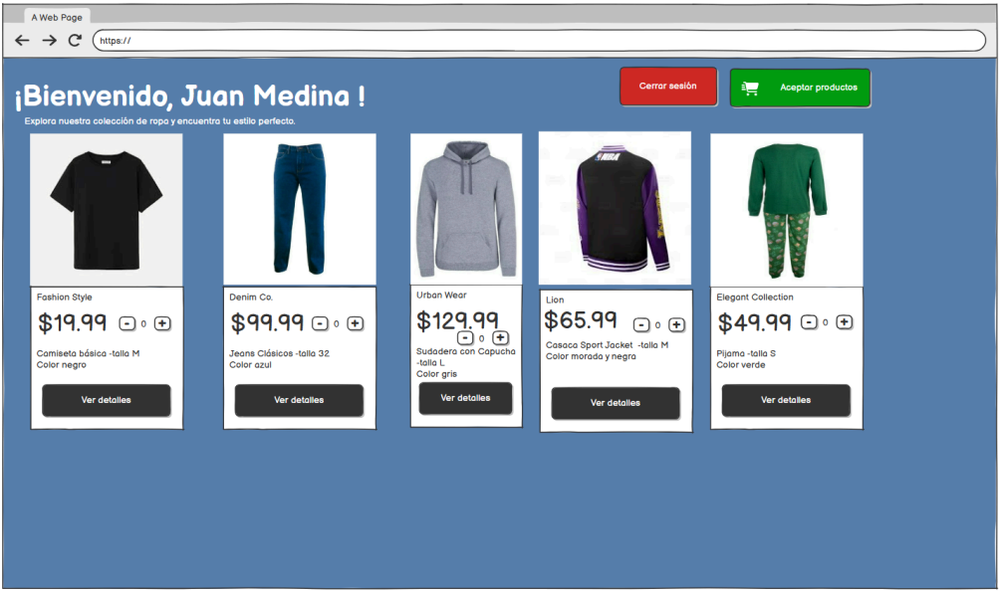 A Web Page
https://
¡Bienvenido, Juan Medina !
Explora nuestra colección de ropa y encuentra tu estilo perfecto.
Cerrar sesión
Aceptar productos
Fashion Style
$19.99 - 0 +
Camiseta básica -talla M
Color negro
Ver detalles
Denim Co.
$99.99 - 0 +
Jeans Clásicos -talla 32
Color azul
Ver detalles
Urban Wear
$129.99
- 0 +
Sudadera con Capucha
-talla L
Color gris
Ver detalles
NBA
Lion
$65.99 - 0 +
Casaca Sport Jacket -talla M
Color morada y negra
Ver detalles
Elegant Collection
$49.99 - 0 +
Pijama -talla S
Color verde
Ver detalles